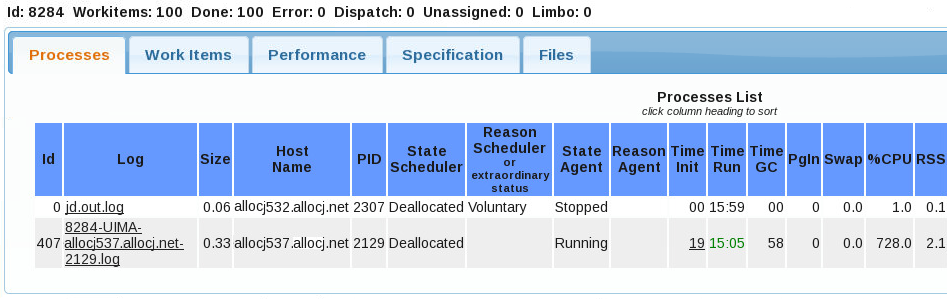 Id: 8284 Workitems: 100 Done: 100 Error: 0 Dispatch: 0 Unassigned: 0 Limbo: 0
Processes Work Items Performance Specification Files
Processes List
click column heading to sort
Id Log Size Host Name PID State Scheduler Reason Scheduler or extraordinary status State Agent Reason Agent Time Init Time Run Time GC PgIn Swap %CPU RSS
0 jd.out.log 0.06 allocj532.allocj.net 2307 Deallocated Voluntary Stopped 00 15:59 00 0 0.0 1.0 0.1
407 8284-UIMA-allocj537.allocj.net-2129.log 0.33 allocj537.allocj.net 2129 Deallocated Running 19 15:05 58 0 0.0 728.0 2.1